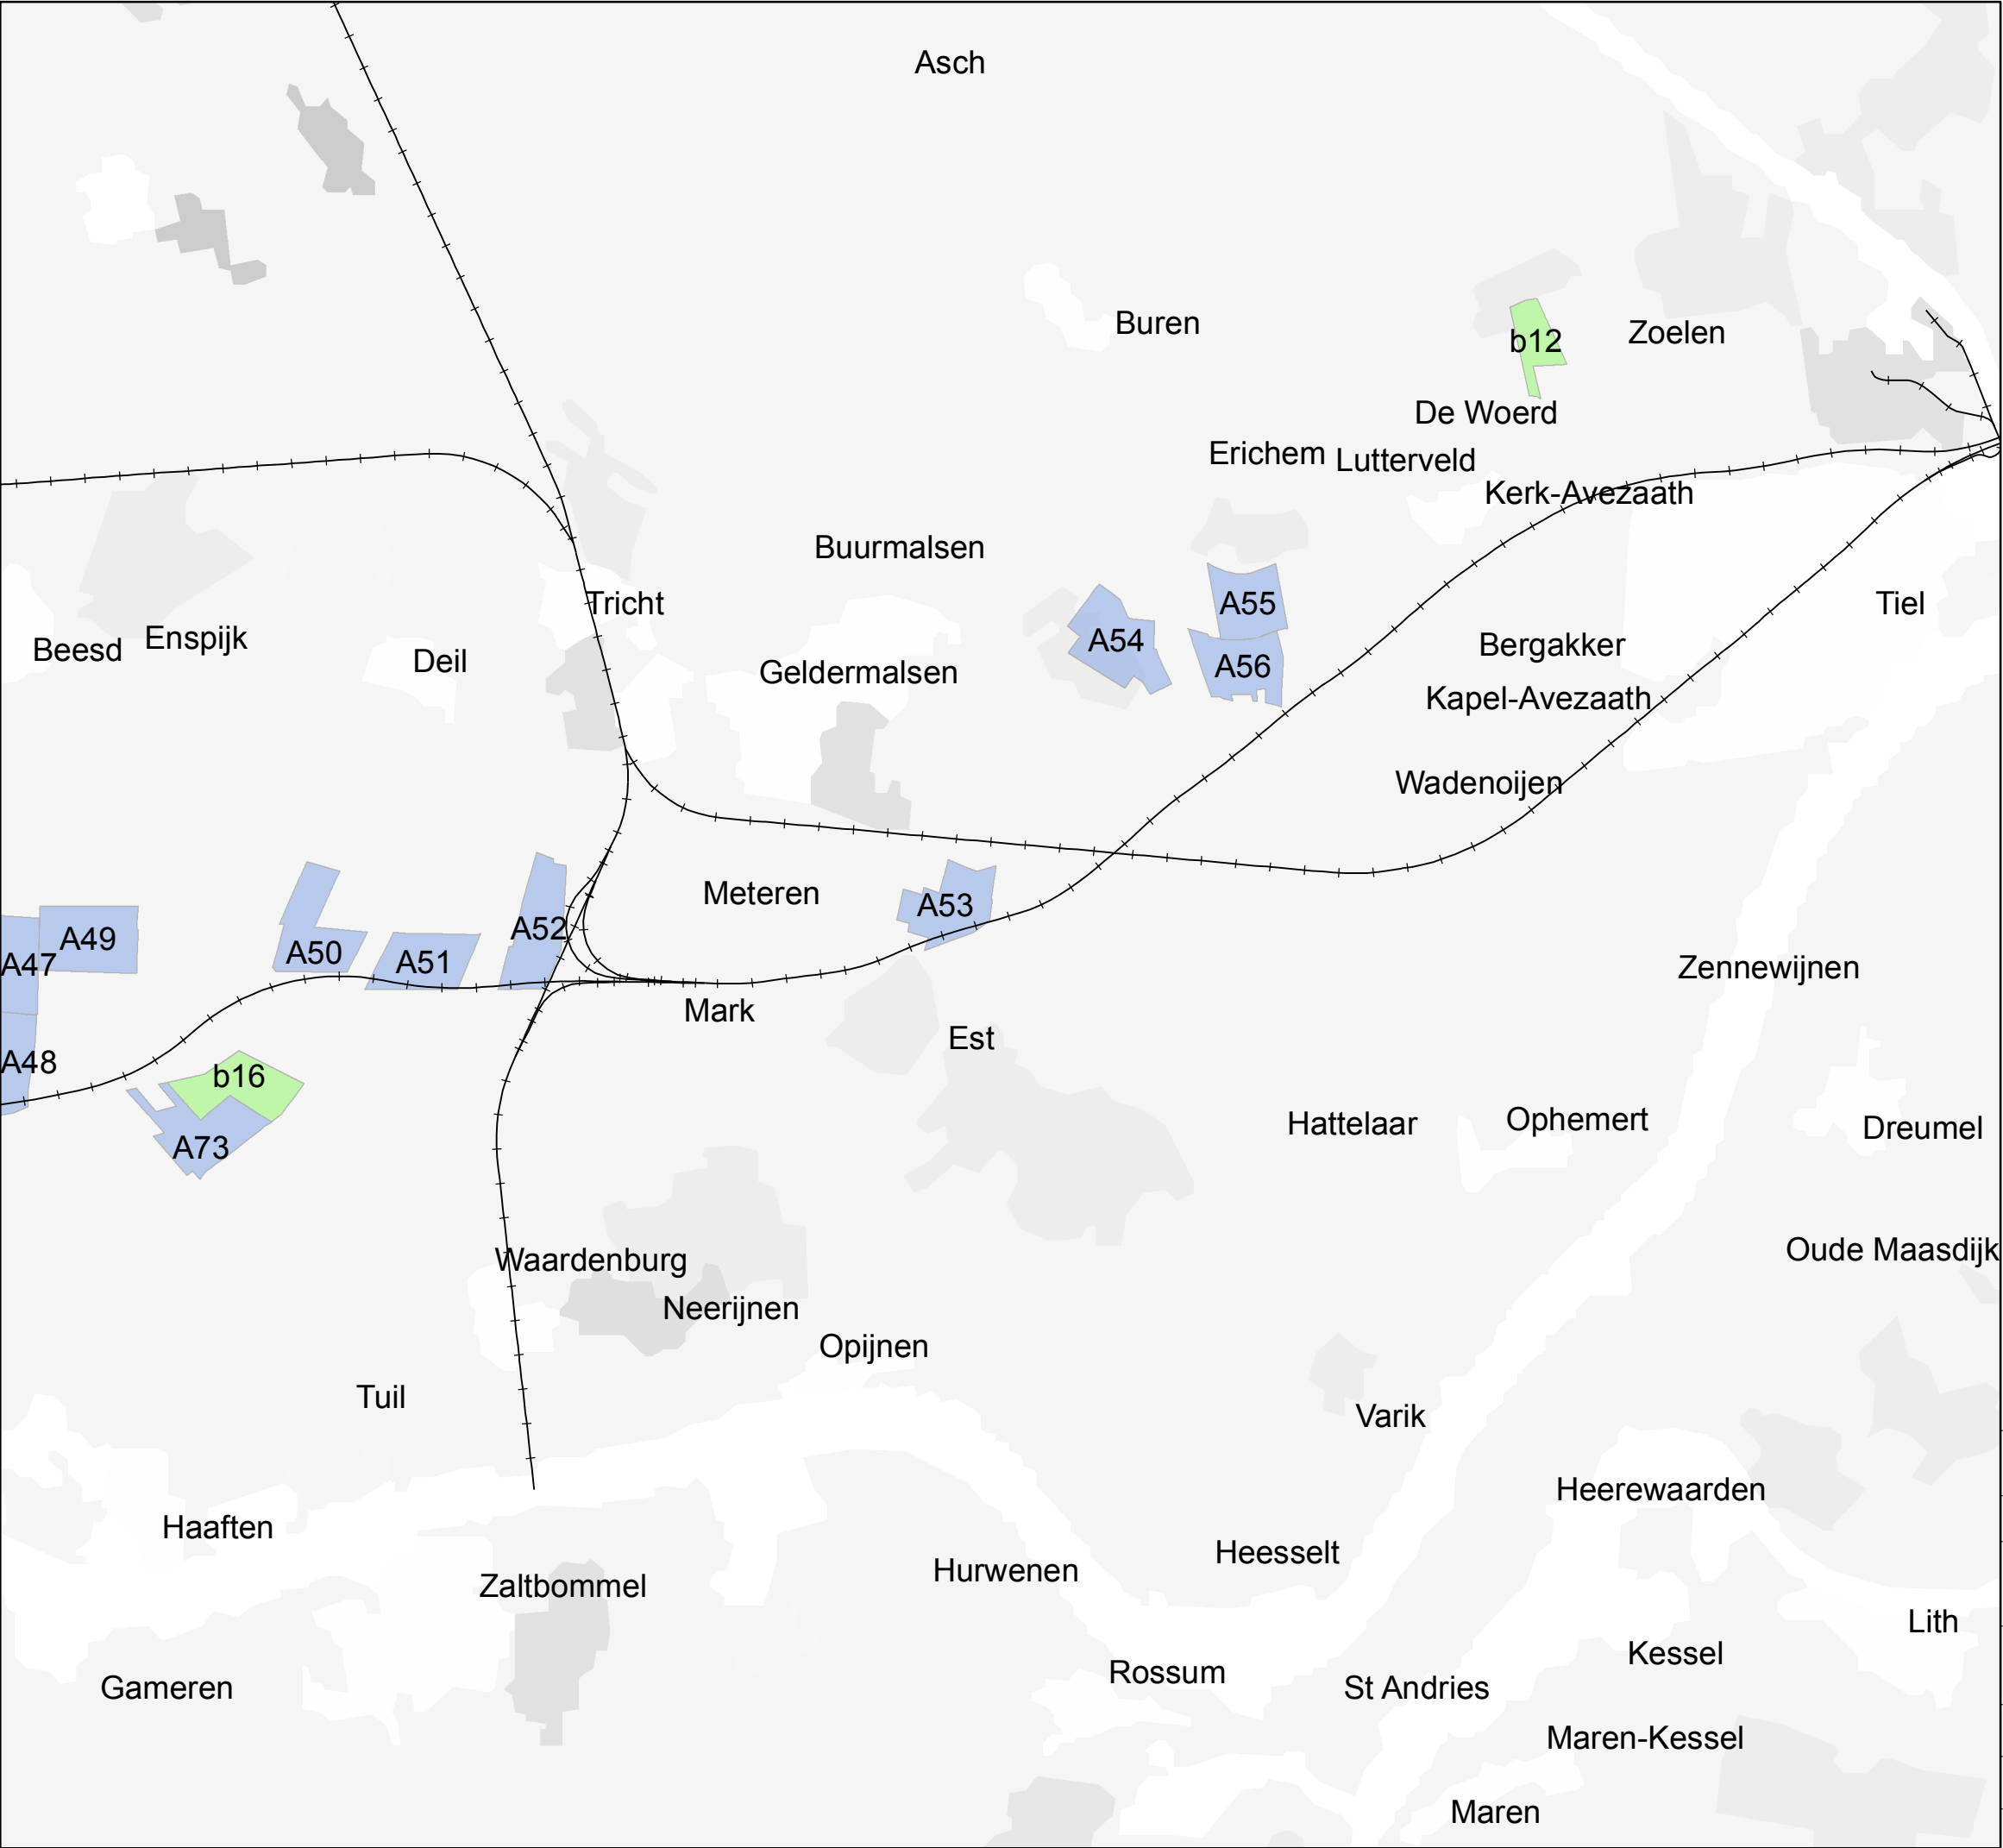 Asch
Buren
Zoelen
b12
De Woerd
Erichem
Lutterveld
Kerk-Avezaath
Buurmalsen
Tricht
A55
Tiel
Beesd
Enspijk
Deil
A54
Bergakker
Geldermalsen
A56
Kapel-Avezaath
Wadenoijen
Meteren
A53
A52
A49
A50
A51
A47
Zennewijnen
Mark
Est
A48
b16
Hattelaar
Ophemert
Dreumel
A73
Oude Maasdijk
Waardenburg
Neerijnen
Opijnen
Tuil
Varik
Heerewaarden
Haaften
Heesselt
Hurwenen
Zaltbommel
Lith
Kessel
Rossum
Gameren
St Andries
Maren-Kessel
Maren